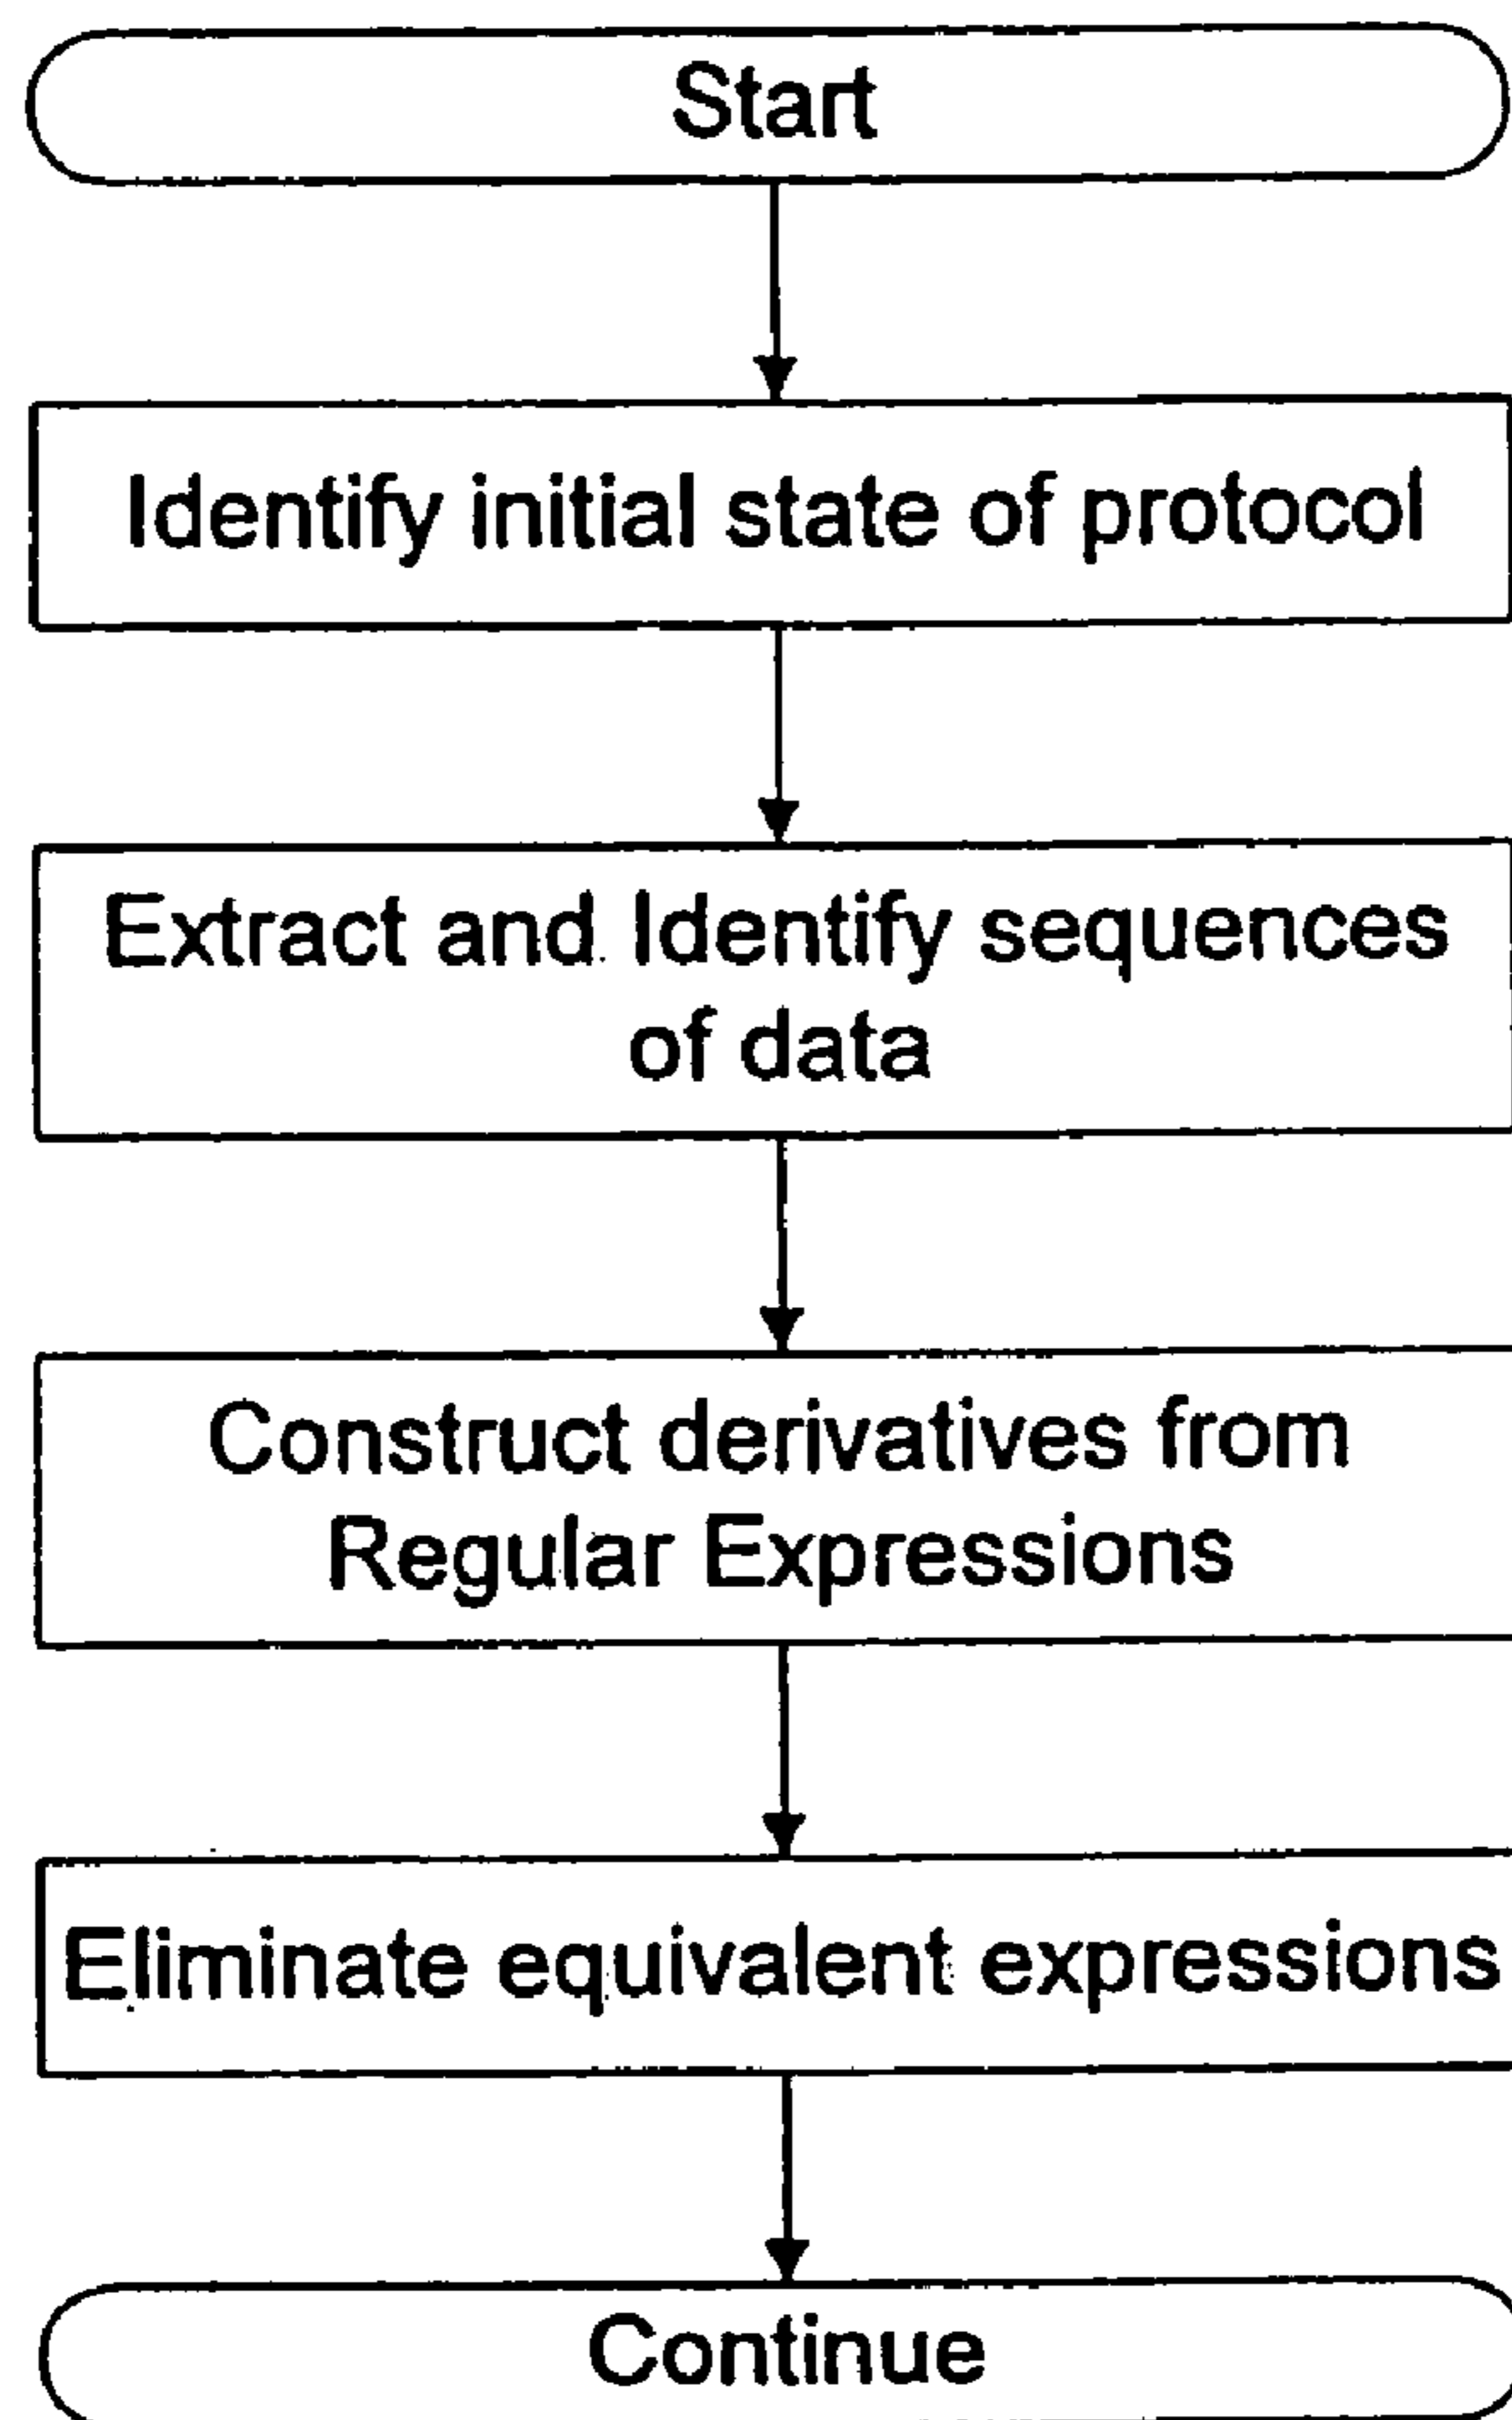 Start
Identify initial state of protocol
Extract and Identify sequences
of data
Construct derivatives from
Regular Expressions
Eliminate equivalent expressions
Continue